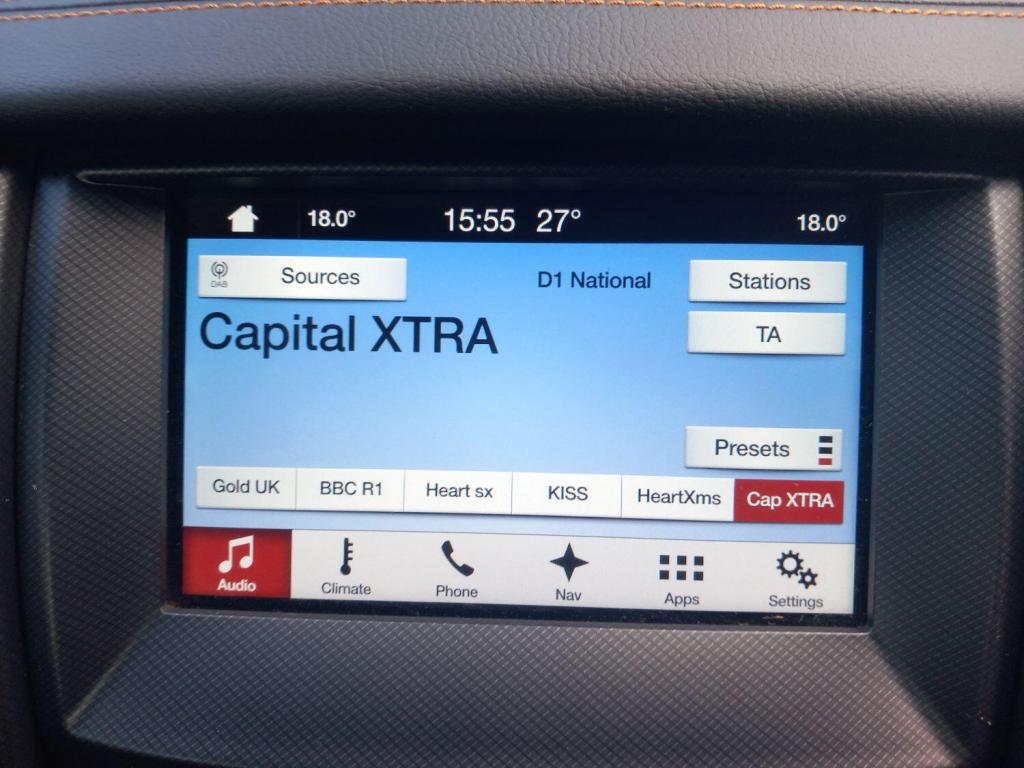 18.0° 15:55 27° 18.0°
DAB Sources D1 National Stations
Capital XTRA TA
Presets
Gold UK BBC R1 Heart sx KISS HeartXms Cap XTRA
Audio Climate Phone Nav Apps Settings